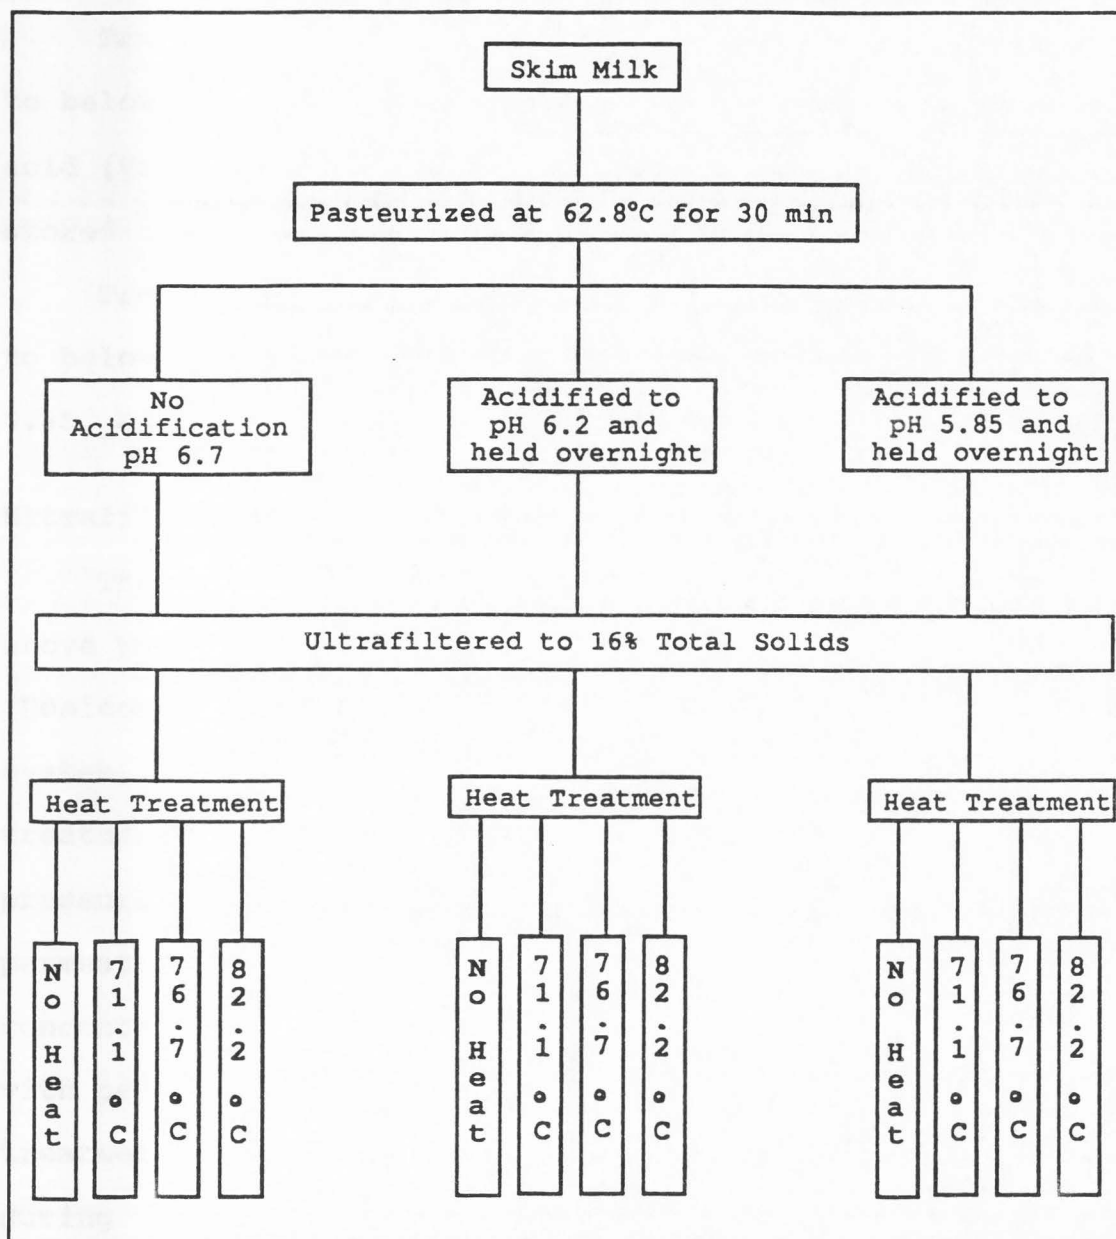 Skim Milk
Pasteurized at 62.8°C for 30 min
No
Acidification
pH 6.7
Acidified to
pH 6.2 and
held overnight
Acidified to
pH 5.85 and
held overnight
Ultrafiltered to 16% Total Solids
Heat Treatment
Heat Treatment
Heat Treatment
No Heat
71.1°C
76.7°C
82.2°C
No Heat
71.1°C
76.7°C
82.2°C
No Heat
71.1°C
76.7°C
82.2°C